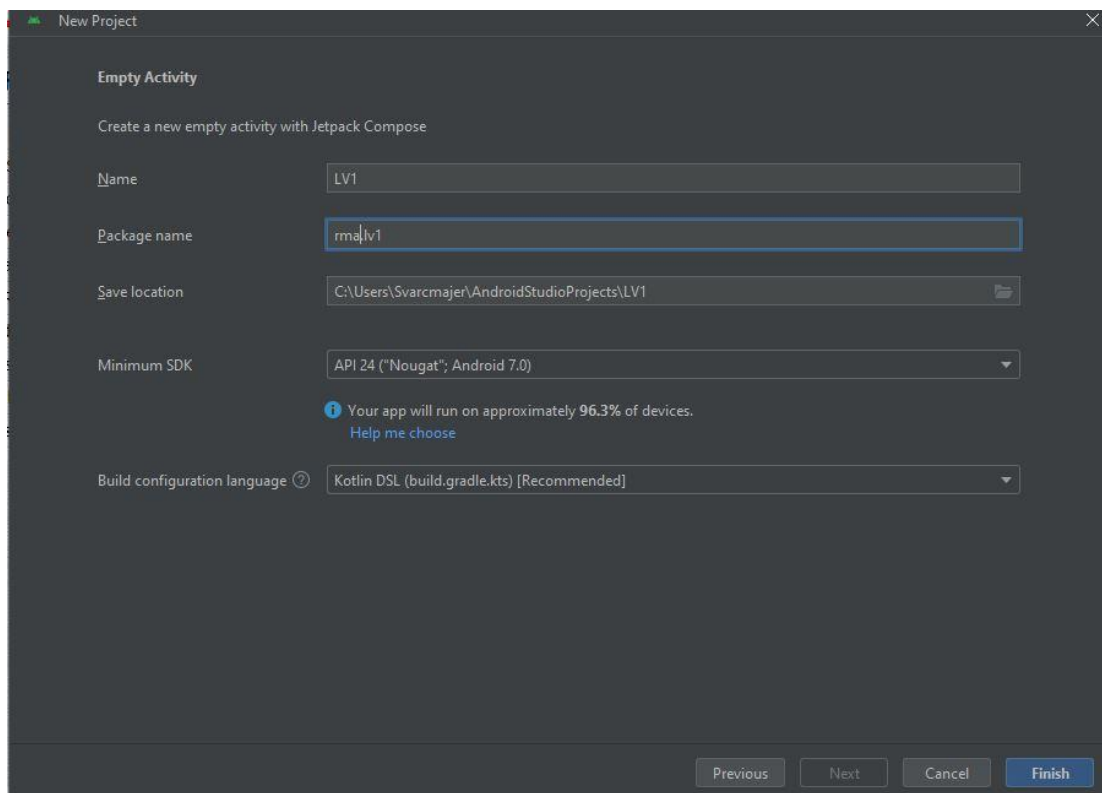 New Project
Empty Activity
Create a new empty activity with Jetpack Compose
Name LV1
Package name rma.lv1
Save location C:\Users\Svarcmajer\AndroidStudioProjects\LV1
Minimum SDK API 24 ("Nougat"; Android 7.0)
Your app will run on approximately 96.3% of devices.
Help me choose
Build configuration language Kotlin DSL (build.gradle.kts) [Recommended]
Previous Next Cancel Finish